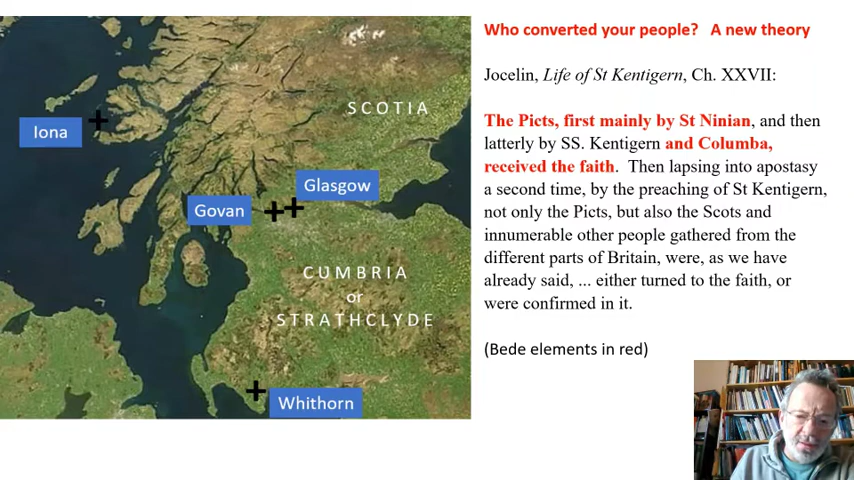 Who converted your people?   A new theory
Jocelin, Life of St Kentigern, Ch. XXVII:
The Picts, first mainly by St Ninian, and then
latterly by SS. Kentigern and Columba,
received the faith.  Then lapsing into apostasy
a second time, by the preaching of St Kentigern,
not only the Picts, but also the Scots and
innumerable other people gathered from the
different parts of Britain, were, as we have
already said, ... either turned to the faith, or
were confirmed in it.
(Bede elements in red)
SCOTIA
Iona
Glasgow
Govan
CUMBRIA
or
STRATHCLYDE
Whithorn